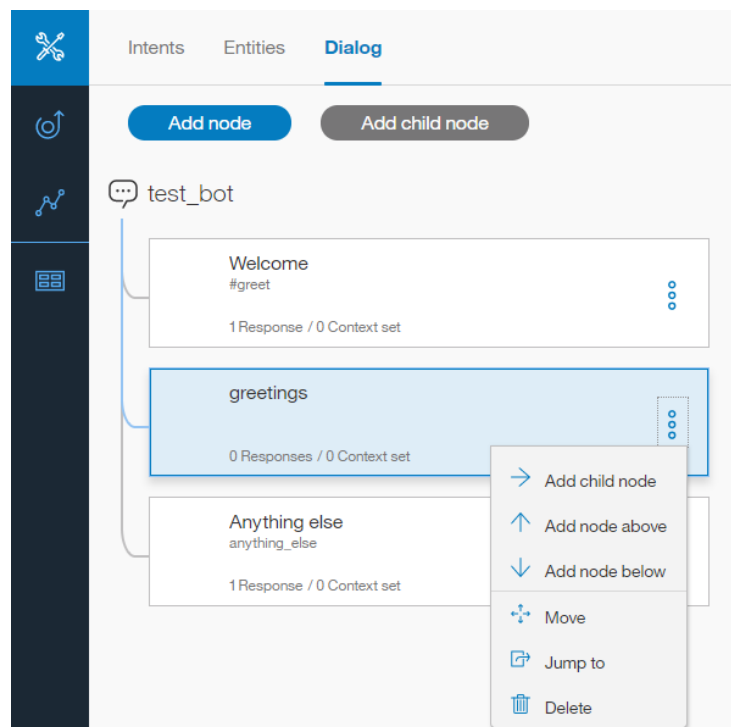 Intents Entities Dialog
Add node Add child node
test_bot
Welcome
#greet
1 Response / 0 Context set
greetings
0 Responses / 0 Context set
Add child node
Add node above
Add node below
Move
Jump to
Delete
Anything else
anything_else
1 Response / 0 Context set